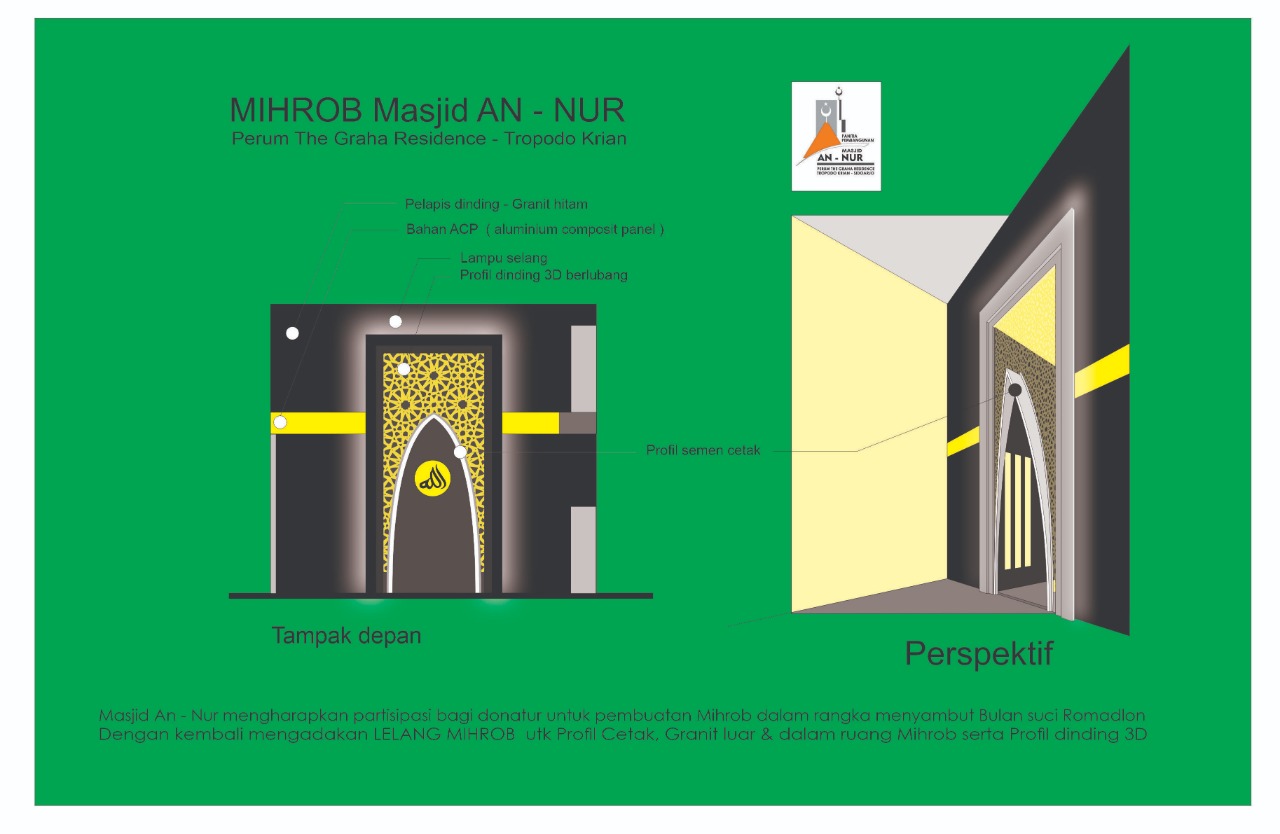 MIHROB Masjid AN - NUR
Perum The Graha Residence - Tropodo Krian
PANITIA
PEMBANGUNAN
MASJID
AN - NUR
PERUM THE GRAHA RESIDENCE
TROPODO KRIAN - SIDOARJO
Pelapis dinding - Granit hitam
Bahan ACP ( aluminium composit panel )
Lampu selang
Profil dinding 3D berlubang
الله
Profil semen cetak
Tampak depan
Perspektif
Masjid An - Nur mengharapkan partisipasi bagi donatur untuk pembuatan Mihrob dalam rangka menyambut Bulan suci Romadlon
Dengan kembali mengadakan LELANG MIHROB utk Profil Cetak, Granit luar & dalam ruang Mihrob serta Profil dinding 3D